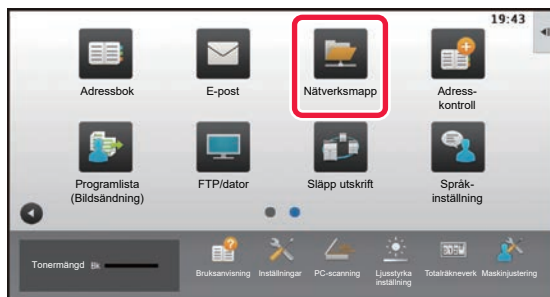 19:43
Adressbok
E-post
Nätverksmapp
Adress-
kontroll
Programlista
(Bildsändning)
FTP/dator
Släpp utskrift
Språk-
inställning
Tonermängd Bk
Bruksanvisning
Inställningar
PC-scanning
Ljusstyrka
inställning
Totalräkneverk
Maskinjustering